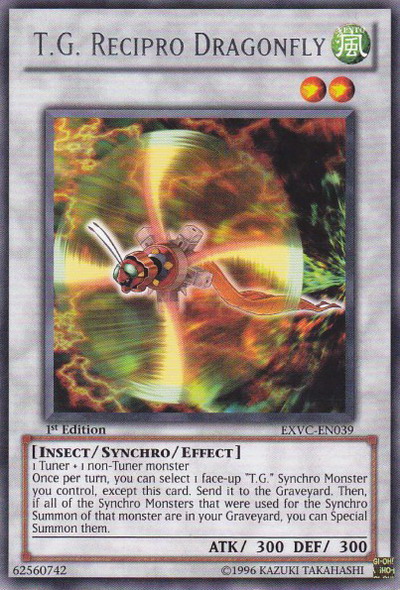 T.G. RECIPRO DRAGONFLY
風
1st Edition
EXVC-EN039
[INSECT/SYNCHRO/EFFECT]
1 Tuner + 1 non-Tuner monster
Once per turn, you can select 1 face-up "T.G." Synchro Monster
you control, except this card. Send it to the Graveyard. Then,
if all of the Synchro Monsters that were used for the Synchro
Summon of that monster are in your Graveyard, you can Special
Summon them.
ATK/ 300 DEF/ 300
62560742
©1996 KAZUKI TAKAHASHI